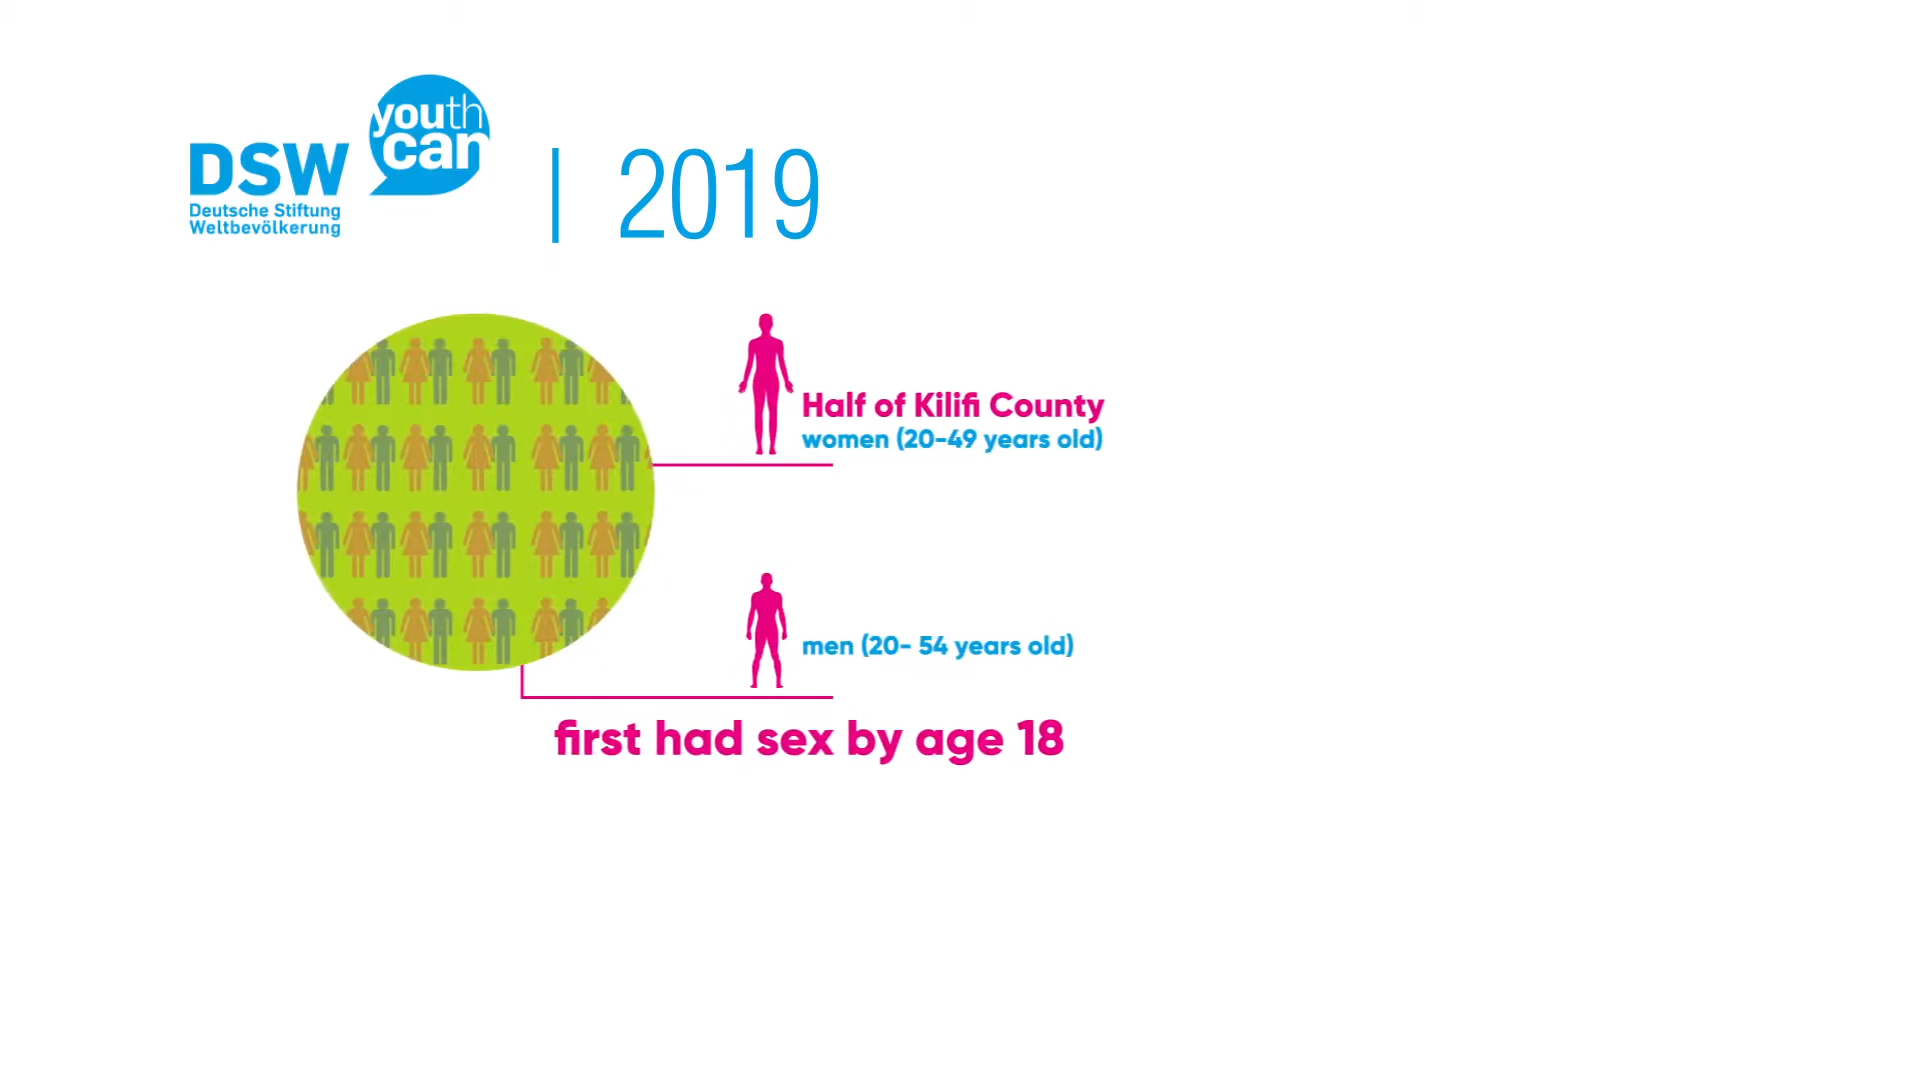 youth
can
DSW
Deutsche Stiftung
Weltbevölkerung
| 2019
Half of Kilifi County
women (20-49 years old)
men (20- 54 years old)
first had sex by age 18